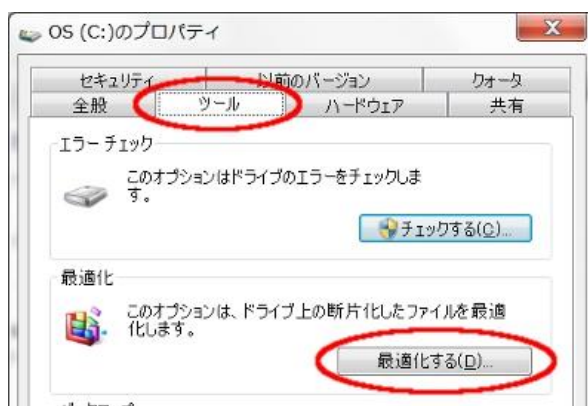 OS (C:)のプロパティ
セキュリティ 以前のバージョン クォータ
全般 ツール ハードウェア 共有
エラー チェック
このオプションはドライブのエラーをチェックしま
す。
チェックする(C)...
最適化
このオプションは、ドライブ上の断片化したファイルを最適
化します。
最適化する(D)...